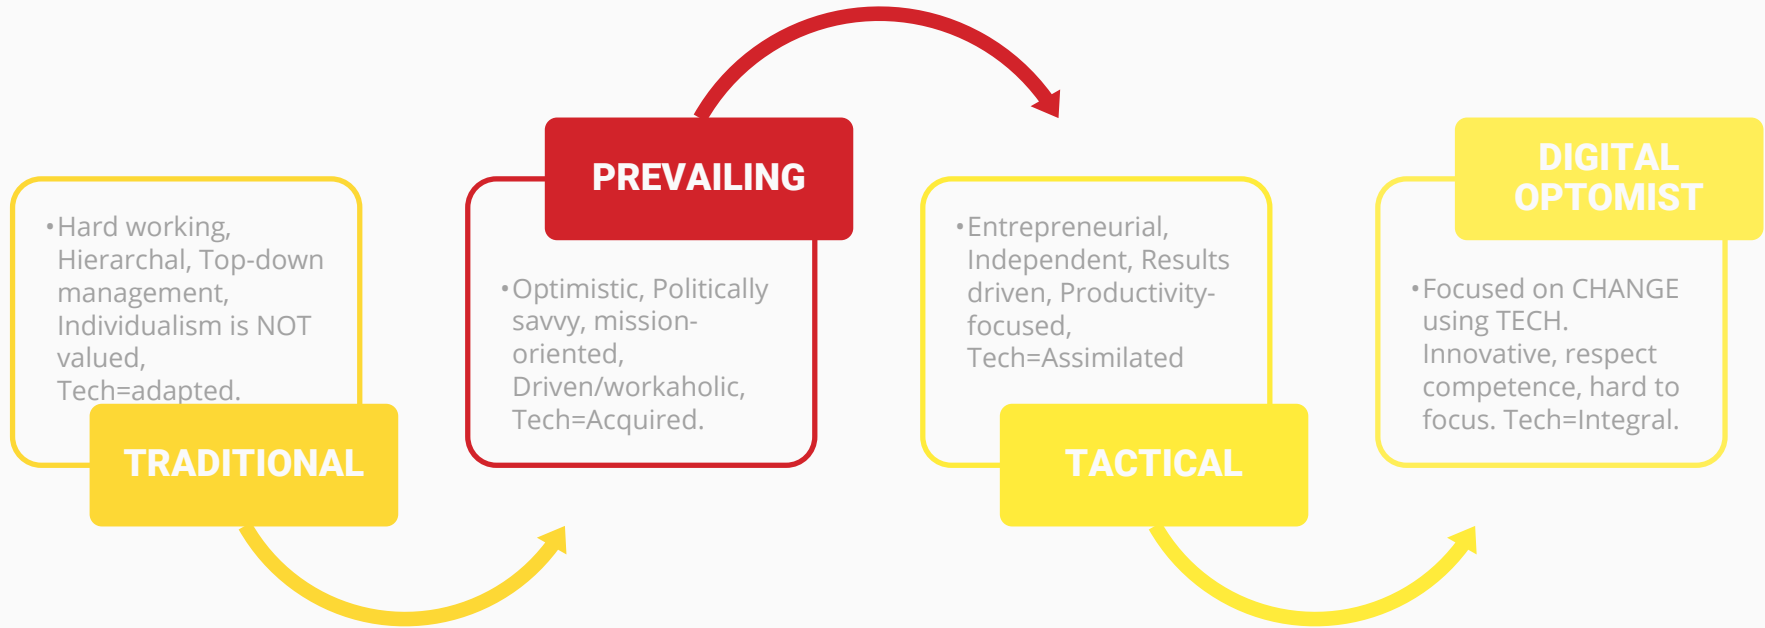 •Hard working,
Hierarchal, Top-down
management,
Individualism is NOT
valued,
Tech=adapted.
TRADITIONAL
PREVAILING
•Optimistic, Politically
savvy, mission-
oriented,
Driven/workaholic,
Tech=Acquired.
•Entrepreneurial,
Independent, Results
driven, Productivity-
focused,
Tech=Assimilated
TACTICAL
DIGITAL
OPTOMIST
•Focused on CHANGE
using TECH.
Innovative, respect
competence, hard to
focus. Tech=Integral.